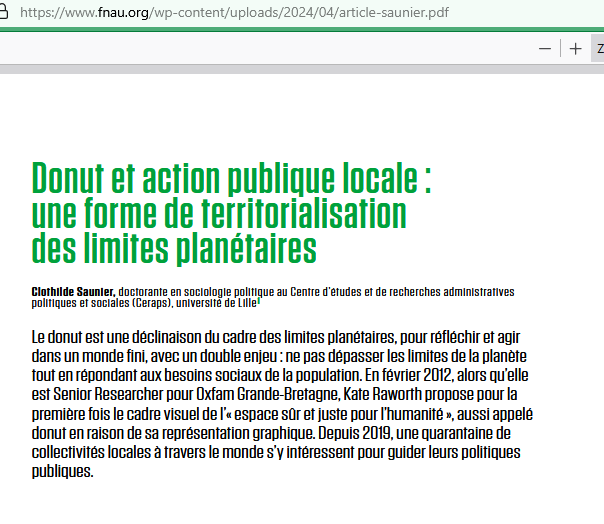 https://www.fnau.org/wp-content/uploads/2024/04/article-saunier.pdf
Donut et action publique locale :
une forme de territorialisation
des limites planétaires
Clothilde Saunier, doctorante en sociologie politique au Centre d'études et de recherches administratives
politiques et sociales (Ceraps), université de Lille1
Le donut est une déclinaison du cadre des limites planétaires, pour réfléchir et agir
dans un monde fini, avec un double enjeu : ne pas dépasser les limites de la planète
tout en répondant aux besoins sociaux de la population. En février 2012, alors qu'elle
est Senior Researcher pour Oxfam Grande-Bretagne, Kate Raworth propose pour la
première fois le cadre visuel de l'« espace sûr et juste pour l'humanité », aussi appelé
donut en raison de sa représentation graphique. Depuis 2019, une quarantaine de
collectivités locales à travers le monde s'y intéressent pour guider leurs politiques
publiques.